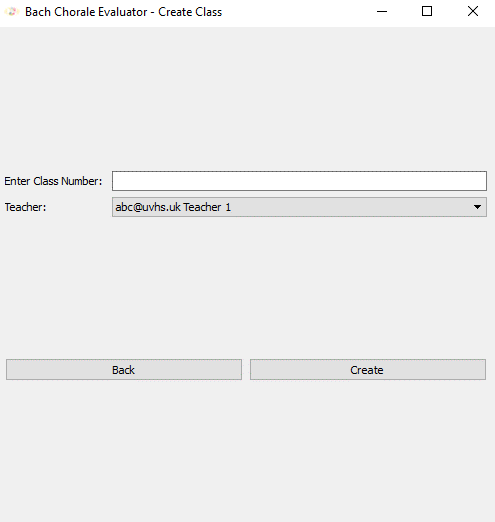 Bach Chorale Evaluator - Create Class
Enter Class Number:
Teacher: abc@uvhs.uk Teacher 1
Back Create